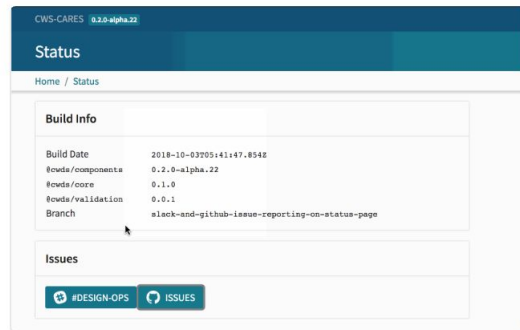 CWS-CARES 0.2.0-alpha.22
Status
Home / Status
Build Info
Build Date 2018-10-03T05:41:47.854Z
@cwds/components 0.2.0-alpha.22
@cwds/core 0.1.0
@cwds/validation 0.0.1
Branch slack-and-github-issue-reporting-on-status-page
Issues
#DESIGN-OPS ISSUES